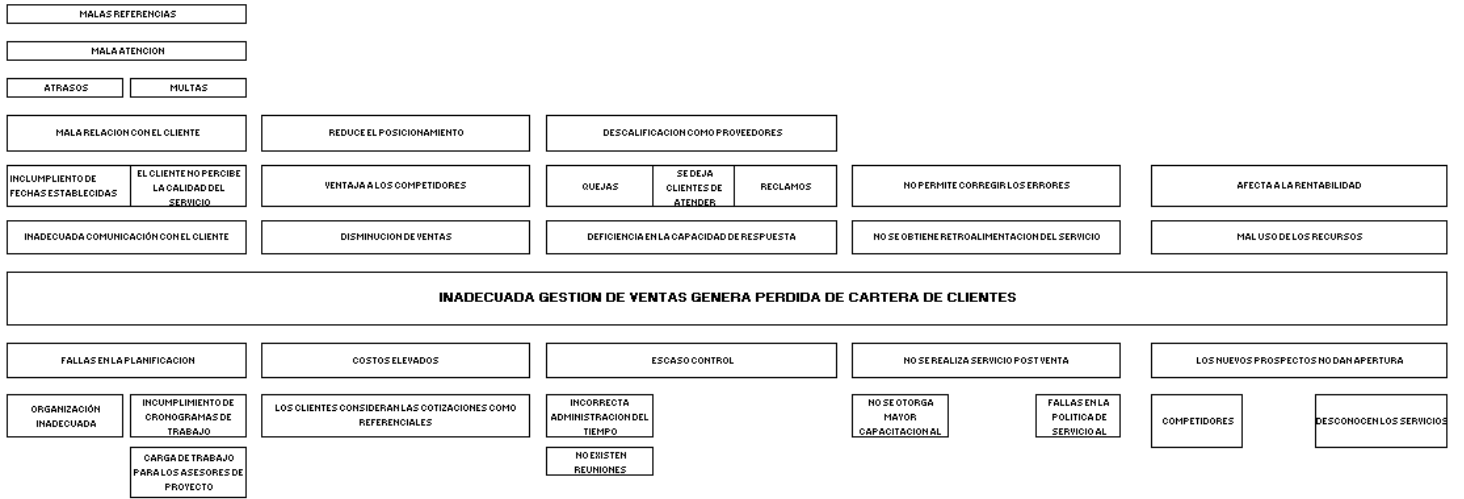 MALAS REFERENCIAS
MALA ATENCION
ATRASOS
MULTAS
MALA RELACION CON EL CLIENTE
REDUCE EL POSICIONAMIENTO
DESCALIFICACION COMO PROVEEDORES
INCLUMPLIENTO DE
FECHAS ESTABLECIDAS
EL CLIENTE NO PERCIBE
LA CALIDAD DEL
SERVICIO
VENTAJA A LOS COMPETIDORES
QUEJAS
SE DEJA
CLIENTES DE
ATENDER
RECLAMOS
NO PERMITE CORREGIR LOS ERRORES
AFECTA A LA RENTABILIDAD
INADECUADA COMUNICACIÓN CON EL CLIENTE
DISMINUCION DE VENTAS
DEFICIENCIA EN LA CAPACIDAD DE RESPUESTA
NO SE OBTIENE RETROALIMENTACION DEL SERVICIO
MAL USO DE LOS RECURSOS
INADECUADA GESTION DE VENTAS GENERA PERDIDA DE CARTERA DE CLIENTES
FALLAS EN LA PLANIFICACION
COSTOS ELEVADOS
ESCASO CONTROL
NO SE REALIZA SERVICIO POST VENTA
LOS NUEVOS PROSPECTOS NO DAN APERTURA
ORGANIZACIÓN
INADECUADA
INCUMPLIMIENTO DE
CRONOGRAMAS DE
TRABAJO
LOS CLIENTES CONSIDERAN LAS COTIZACIONES COMO
REFERENCIALES
INCORRECTA
ADMINISTRACION DEL
TIEMPO
NO SE OTORGA
MAYOR
CAPACITACION AL
FALLAS EN LA
POLITICA DE
SERVICIO AL
COMPETIDORES
DESCONOCEN LOS SERVICIOS
CARGA DE TRABAJO
PARA LOS ASESORES DE
PROYECTO
NO EXISTEN
REUNIONES